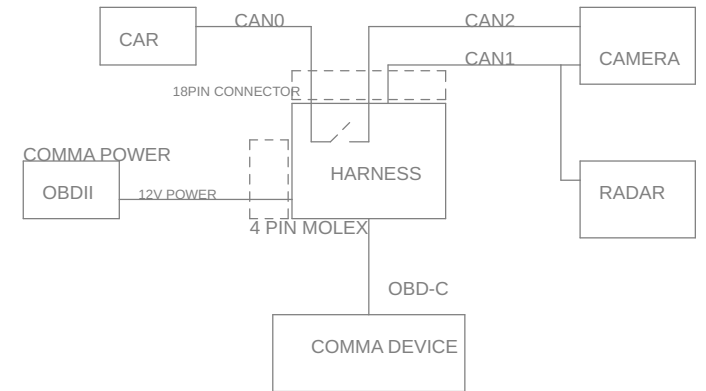 CAN0
CAN2
CAR
CAN1
CAMERA
18PIN CONNECTOR
COMMA POWER
HARNESS
OBDII
12V POWER
RADAR
4 PIN MOLEX
OBD-C
COMMA DEVICE